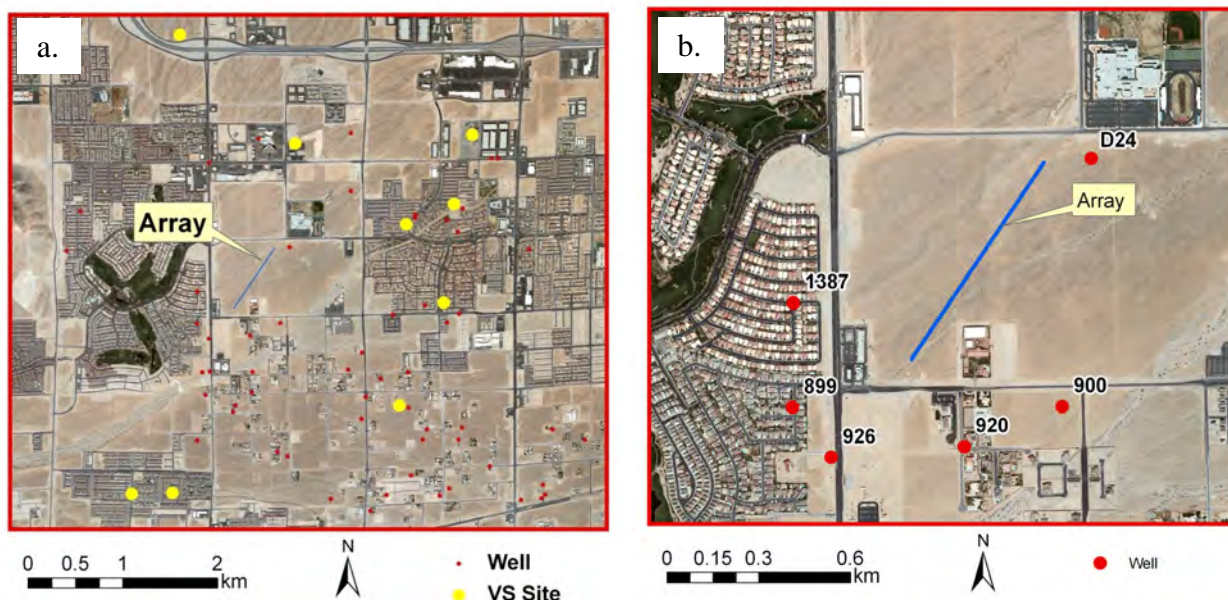 a.
Array
0 0.5 1 2
km
N
Well
VS Site
b.
D24
Array
1387
899
900
920
926
0 0.15 0.3 0.6
km
N
Well